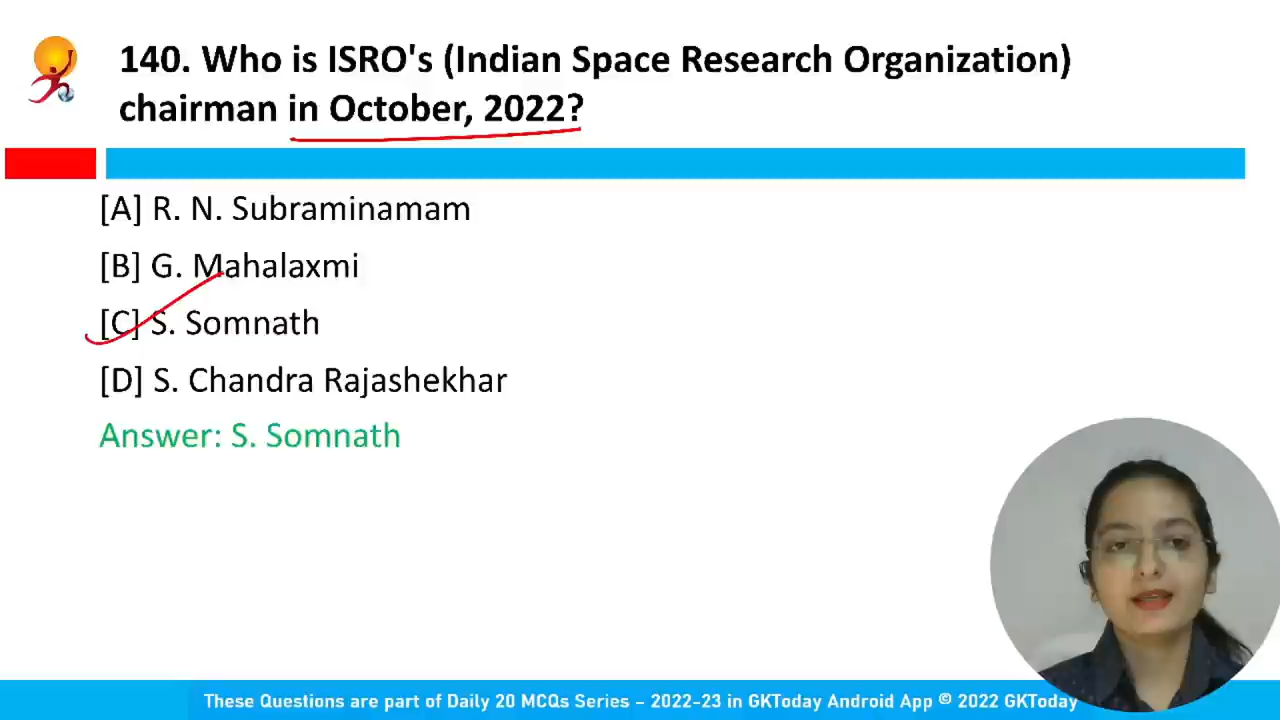 140. Who is ISRO's (Indian Space Research Organization)
chairman in October, 2022?
[A] R. N. Subraminamam
[B] G. Mahalaxmi
[C] S. Somnath
[D] S. Chandra Rajashekhar
Answer: S. Somnath
These Questions are part of Daily 20 MCQs Series – 2022-23 in GKToday Android App © 2022 GKToday